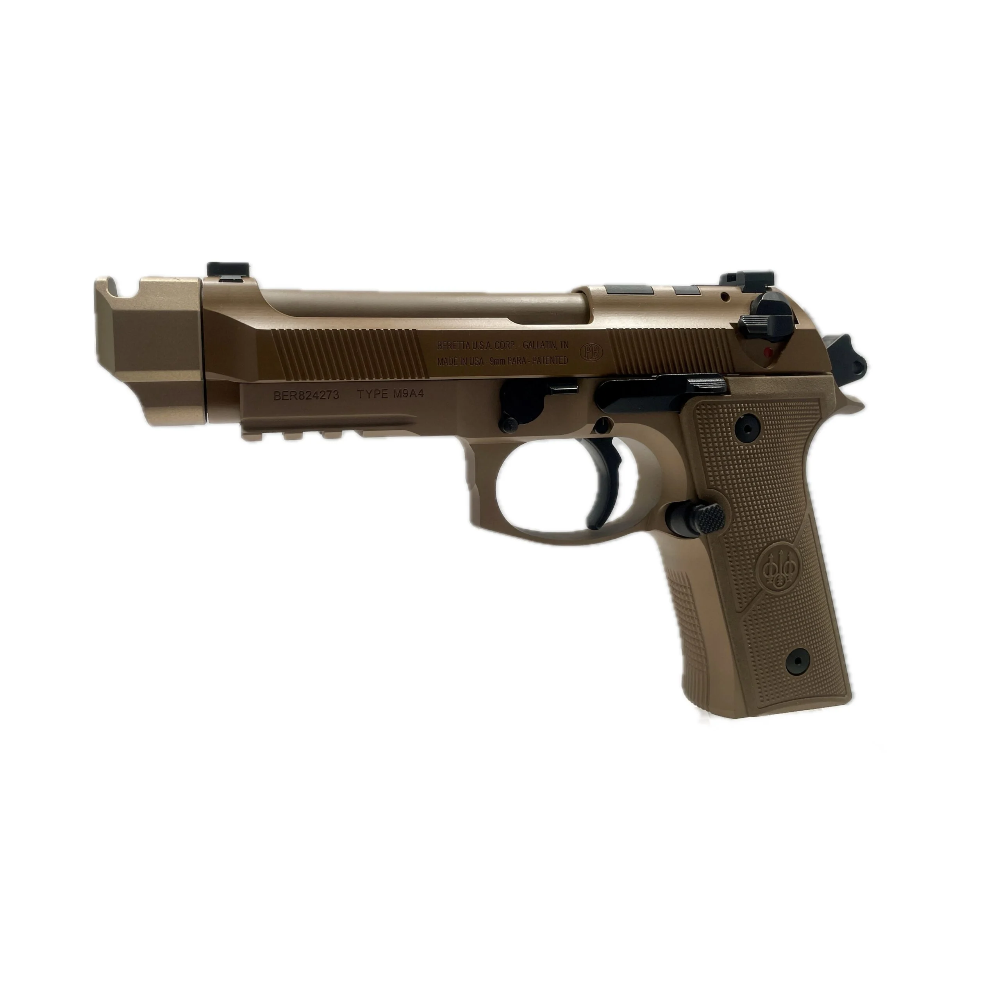 BERETTA U.S.A. CORP. - GALLATIN, TN
MADE IN USA - 9mm PARA - PATENTED
PB
BER824273 TYPE M9A4